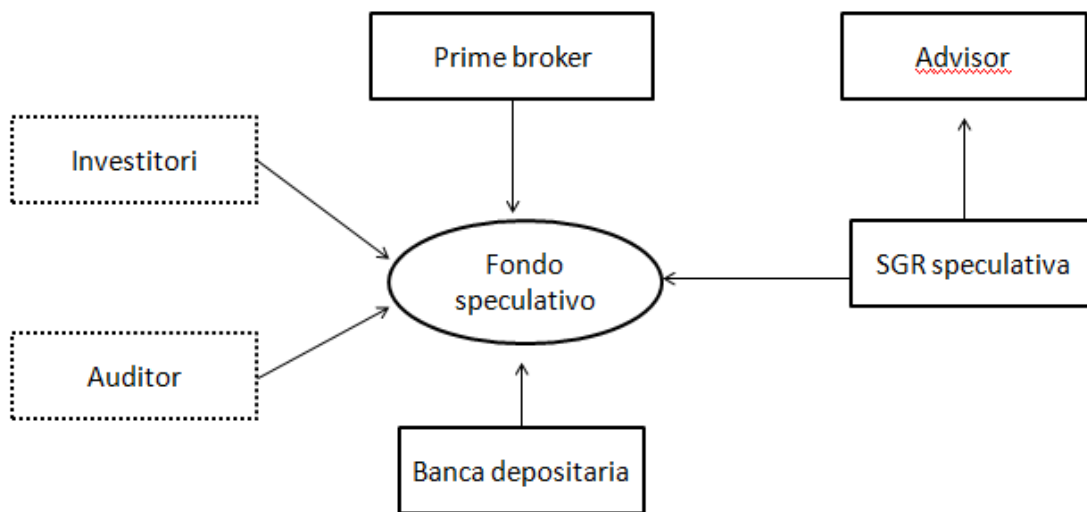 Prime broker
Advisor
Investitori
Fondo
speculativo
SGR speculativa
Auditor
Banca depositaria